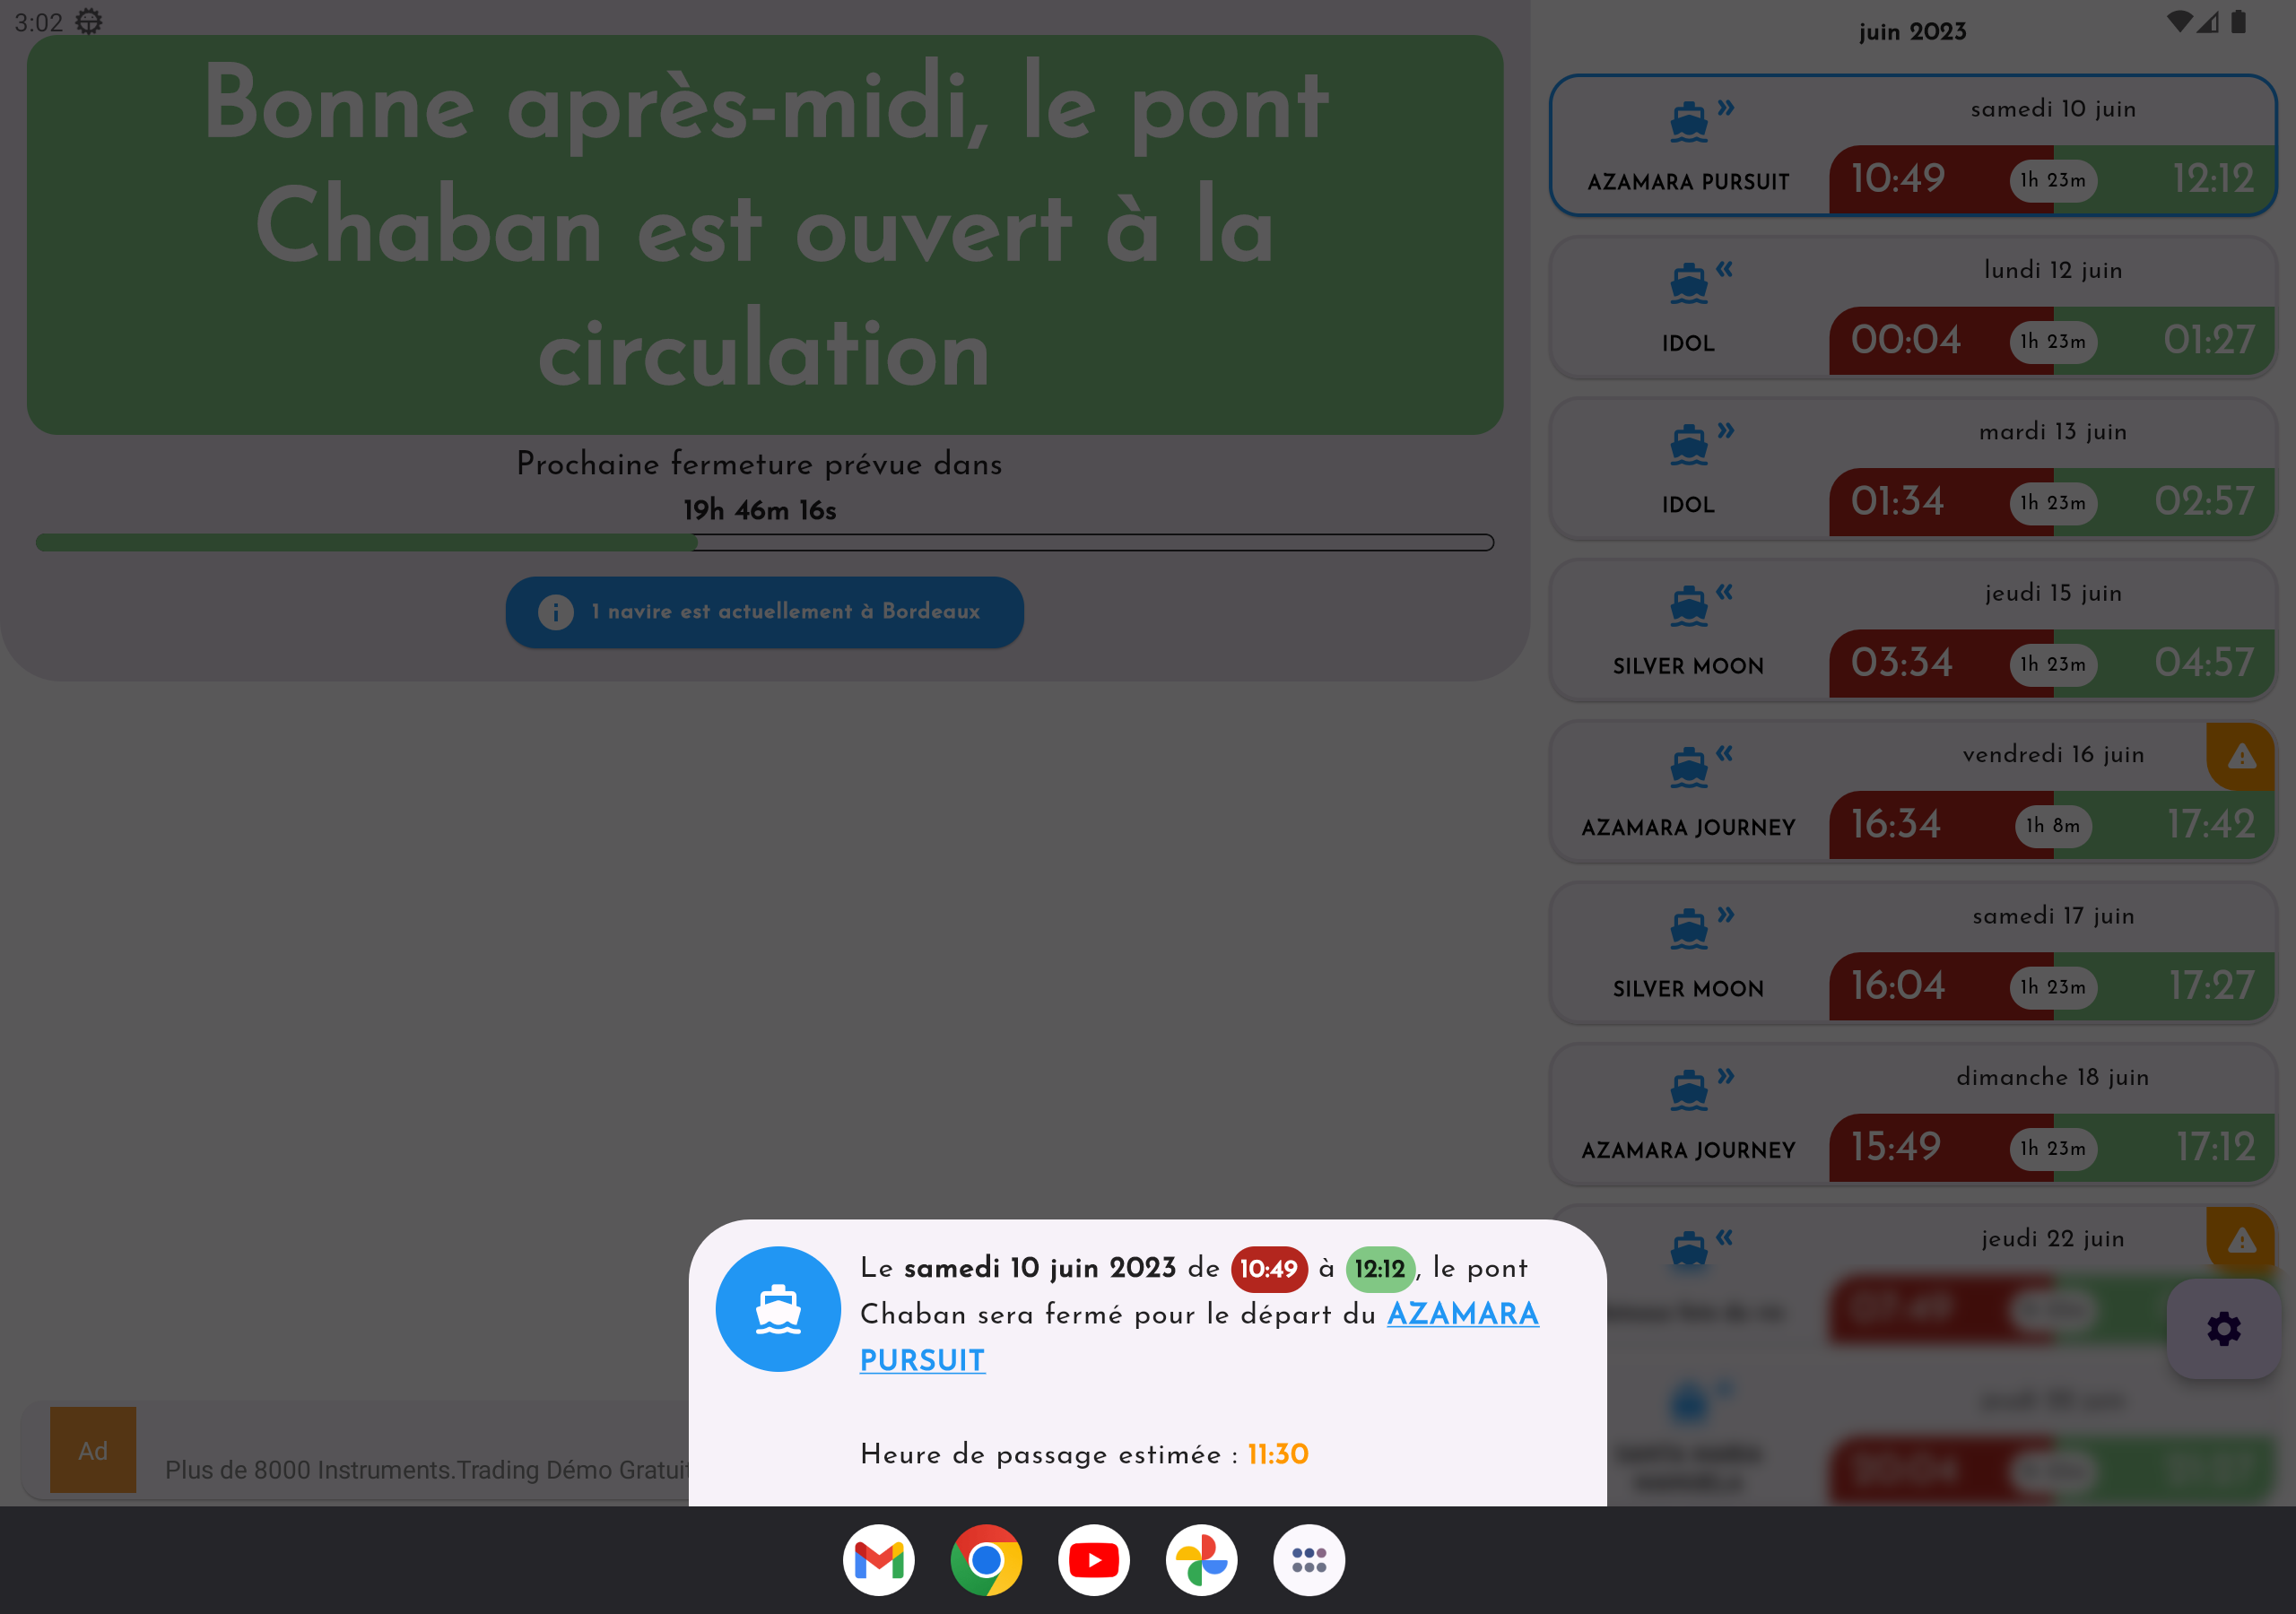 3:02
Bonne après-midi, le pont
Chaban est ouvert à la
circulation
Prochaine fermeture prévue dans
19h 46m 16s
1 navire est actuellement à Bordeaux
juin 2023
samedi 10 juin
AZAMARA PURSUIT
10:49 1h 23m 12:12
lundi 12 juin
IDOL
00:04 1h 23m 01:27
mardi 13 juin
IDOL
01:34 1h 23m 02:57
jeudi 15 juin
SILVER MOON
03:34 1h 23m 04:57
vendredi 16 juin
AZAMARA JOURNEY
16:34 1h 8m 17:42
samedi 17 juin
SILVER MOON
16:04 1h 23m 17:27
dimanche 18 juin
AZAMARA JOURNEY
15:49 1h 23m 17:12
jeudi 22 juin
Le samedi 10 juin 2023 de 10:49 à 12:12, le pont
Chaban sera fermé pour le départ du AZAMARA
PURSUIT
Heure de passage estimée : 11:30
Ad
Plus de 8000 Instruments.Trading Démo